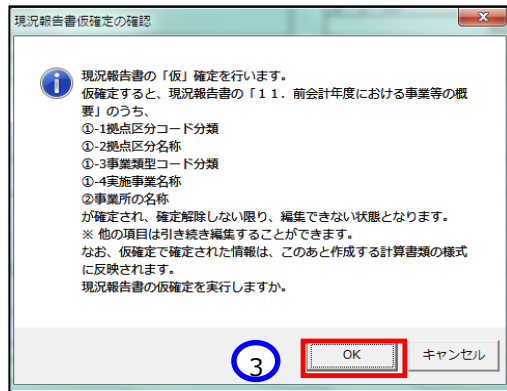 現況報告書仮確定の確認
現況報告書の「仮」確定を行います。
仮確定すると、現況報告書の「１１．前会計年度における事業等の概
要」のうち、
①-1拠点区分コード分類
①-2拠点区分名称
①-3事業類型コード分類
①-4実施事業名称
②事業所の名称
が確定され、確定解除しない限り、編集できない状態となります。
※ 他の項目は引き続き編集することができます。
なお、仮確定で確定された情報は、このあと作成する計算書類の様式
に反映されます。
現況報告書の仮確定を実行しますか。
3
OK
キャンセル